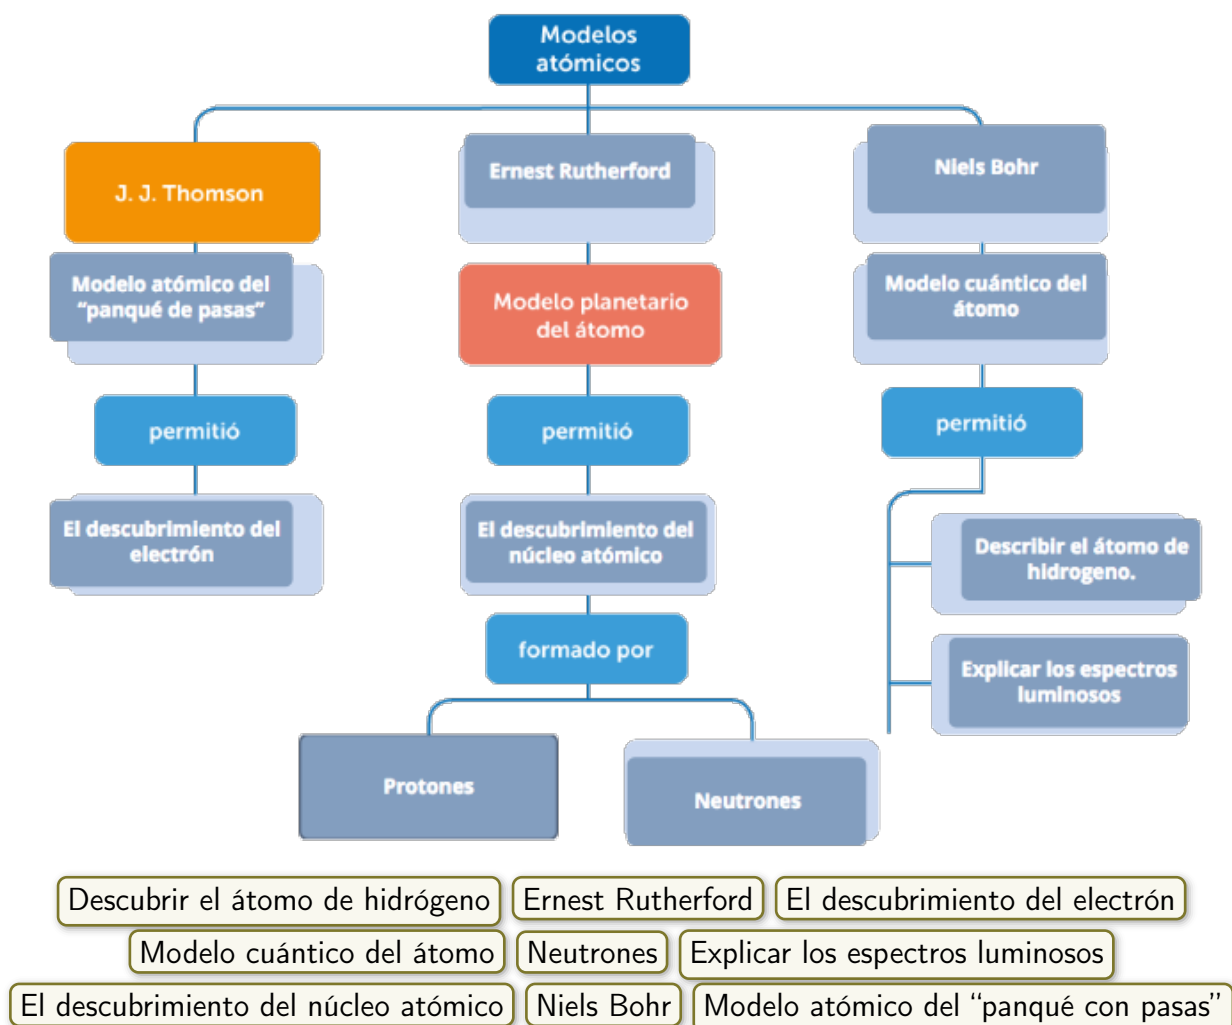 Modelos
atómicos
J. J. Thomson
Ernest Rutherford
Niels Bohr
Modelo atómico del
“panqué de pasas”
Modelo planetario
del átomo
Modelo cuántico del
átomo
permitió
permitió
permitió
El descubrimiento del
electrón
El descubrimiento del
núcleo atómico
Describir el átomo de
hidrogeno.
Explicar los espectros
luminosos
formado por
Protones
Neutrones
Descubrir el átomo de hidrógeno Ernest Rutherford El descubrimiento del electrón
Modelo cuántico del átomo Neutrones Explicar los espectros luminosos
El descubrimiento del núcleo atómico Niels Bohr Modelo atómico del “panqué con pasas”